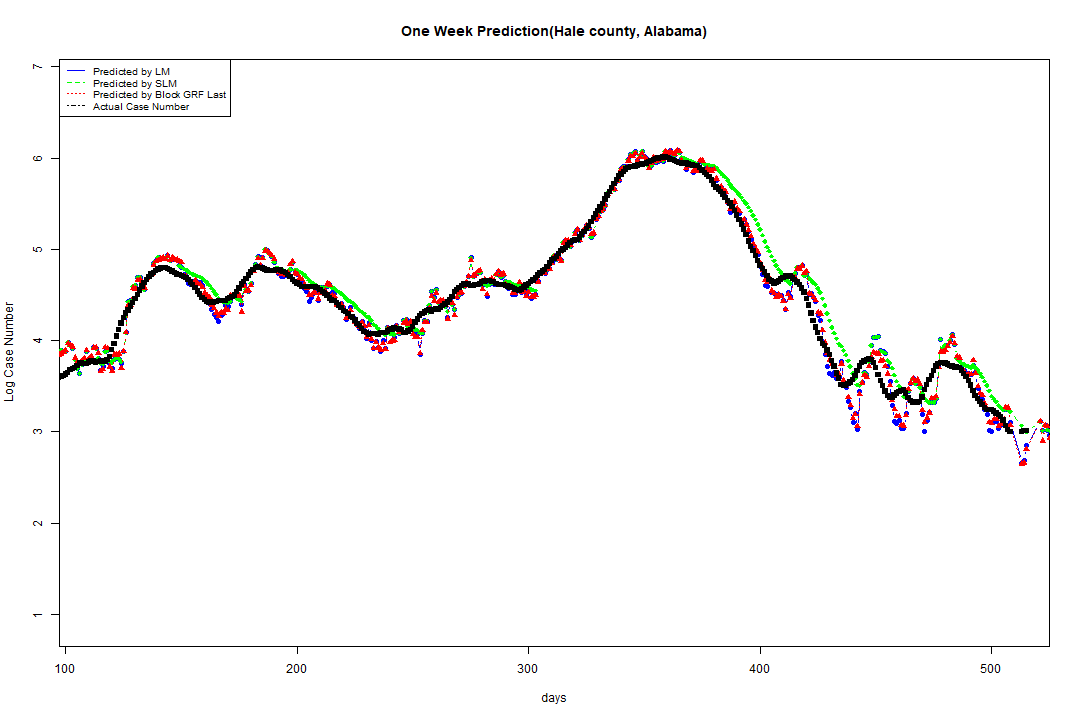 One Week Prediction(Hale county, Alabama)
7
Predicted by LM
Predicted by SLM
Predicted by Block GRF Last
Actual Case Number
6
5
4
3
2
1
Log Case Number
100 200 300 400 500
days